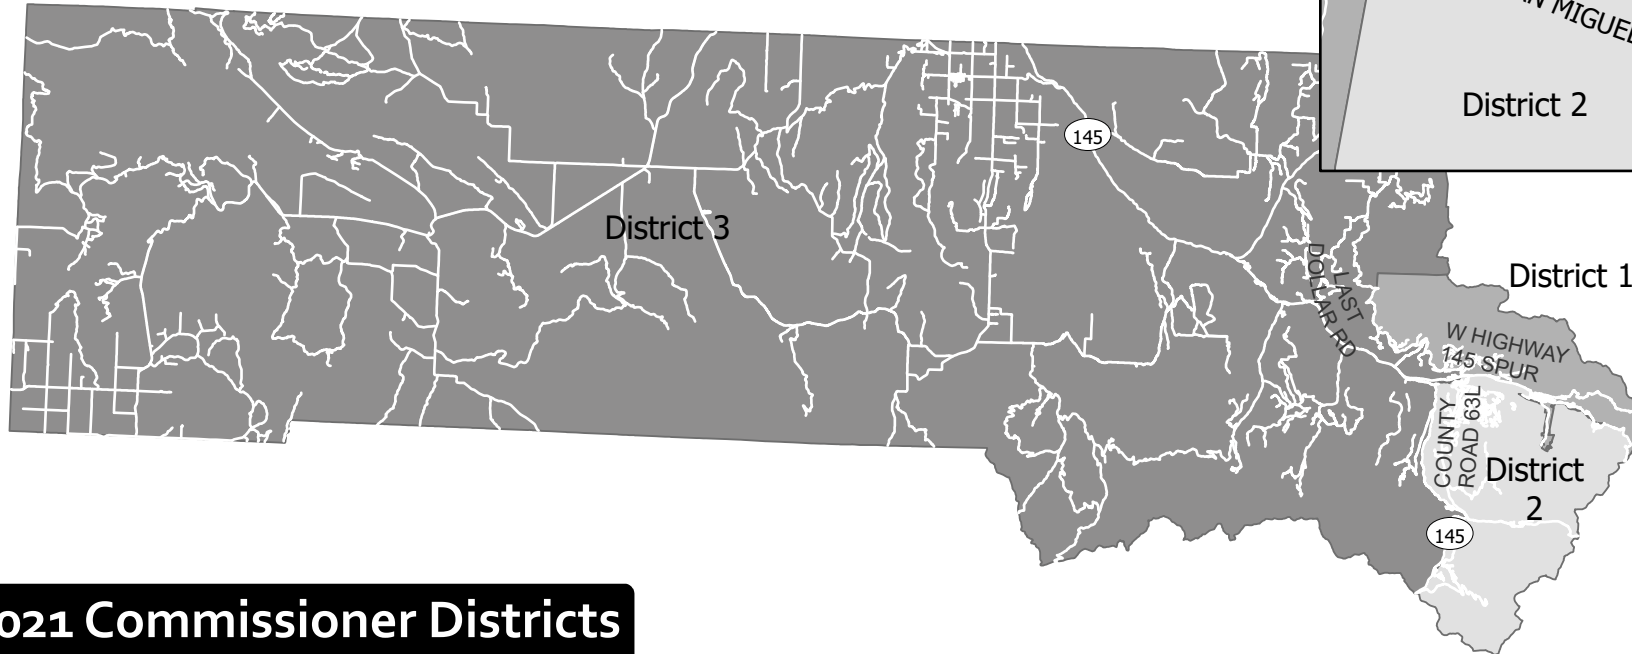 AN MIGUEL
District 2
145
District 3
District 1
LAST
DOLLAR RD
W HIGHWAY
145 SPUR
COUNTY
ROAD 63L
District
2
145
021 Commissioner Districts